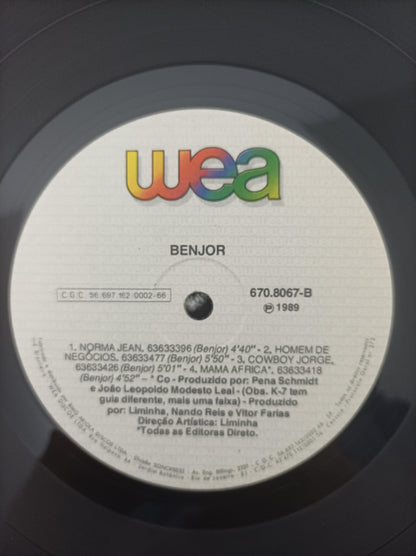 wea
BENJOR
C.G.C 56 697 162 0002-66
670.8067-B
℗ 1989
1. NORMA JEAN, 63633396 (Benjor) 4'40" - 2. HOMEM DE
NEGÓCIOS, 63633477 (Benjor) 5'50" - 3. COWBOY JORGE,
63633426 (Benjor) 5'01" - 4. MAMA AFRICA*, 63633418
(Benjor) 4'52" – * Co - Produzido por: Pena Schmidt
e João Leopoldo Modesto Leal - (Obs. K-7 tem
guia diferente, mais uma faixa) - Produzido
por: Liminha, Nando Reis e Vitor Farias
Direção Artística: Liminha
*Todas as Editoras Direto.